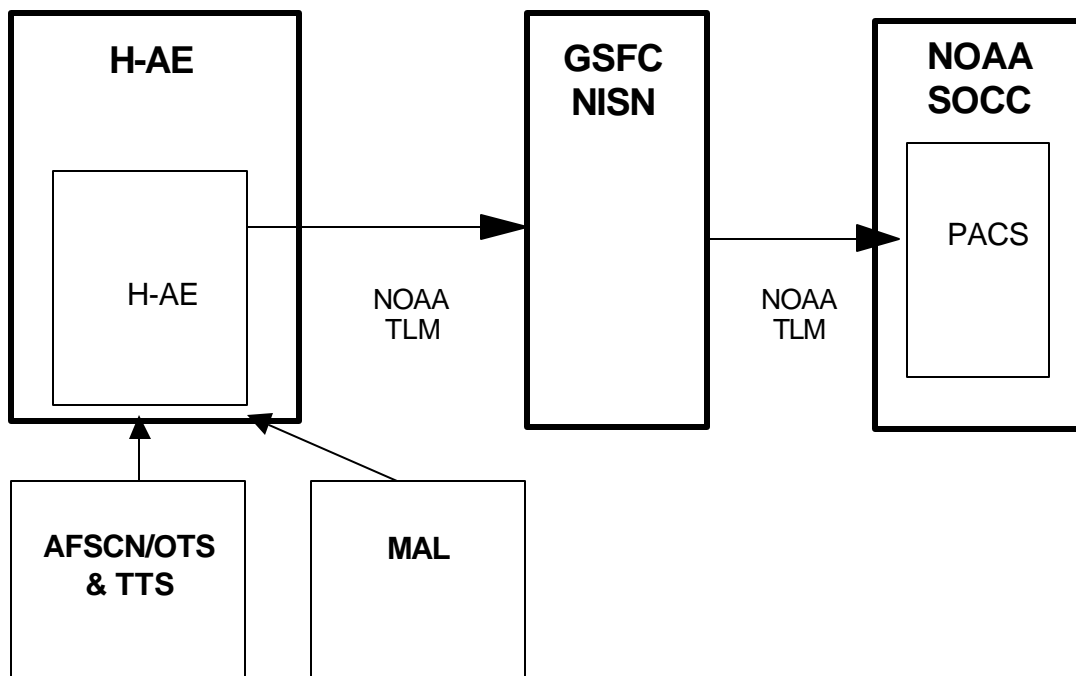 H-AE
GSFC
NISN
NOAA
SOCC
H-AE
NOAA
TLM
NOAA
TLM
PACS
AFSCN/OTS
& TTS
MAL